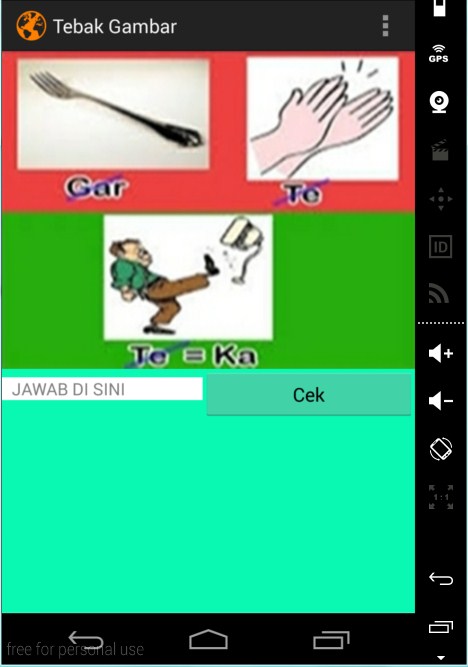 Tebak Gambar
GPS
Gar
Te
Te = Ka
ID
JAWAB DI SINI
Cek
1:1
free for personal use